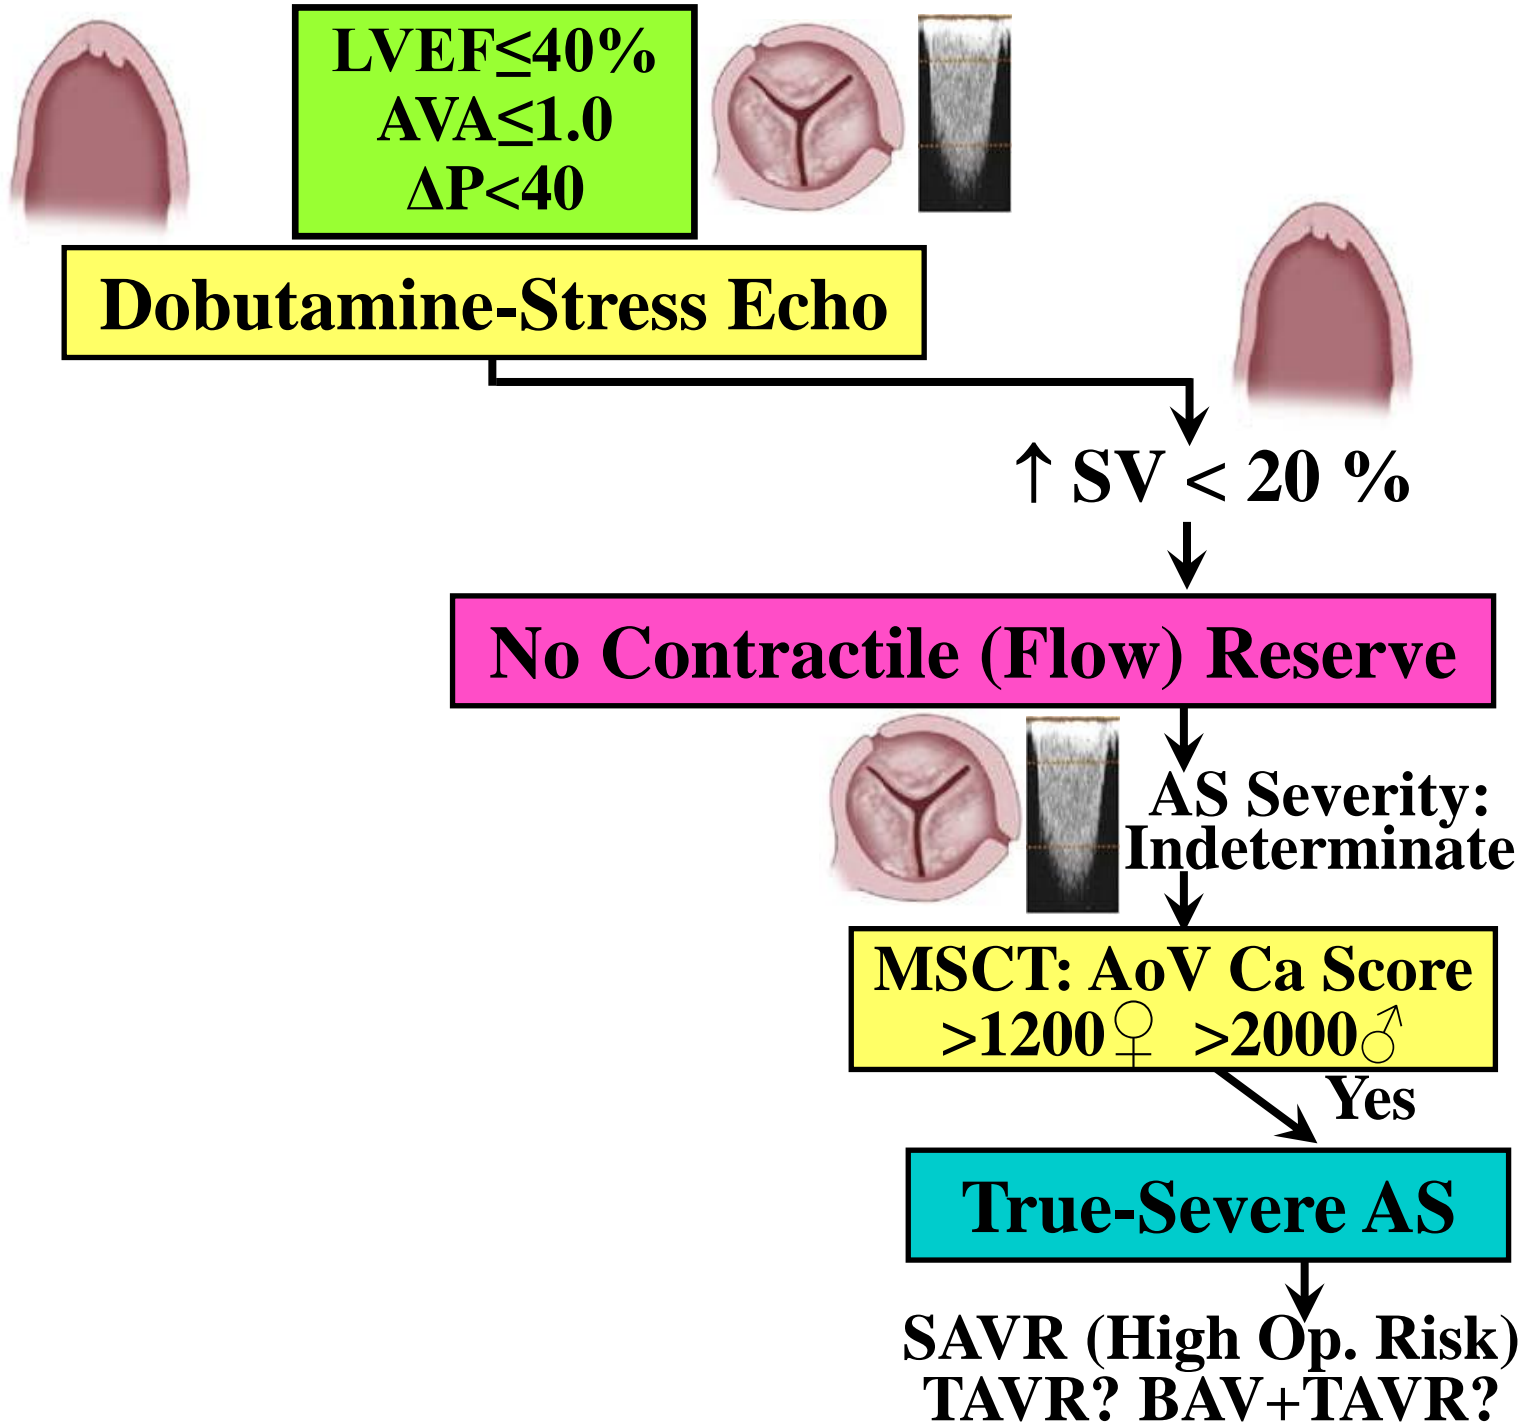 LVEF≤40%
AVA≤1.0
ΔP<40
Dobutamine-Stress Echo
↑ SV < 20 %
No Contractile (Flow) Reserve
AS Severity:
Indeterminate
MSCT: AoV Ca Score
>1200♀ >2000♂
Yes
True-Severe AS
SAVR (High Op. Risk)
TAVR? BAV+TAVR?